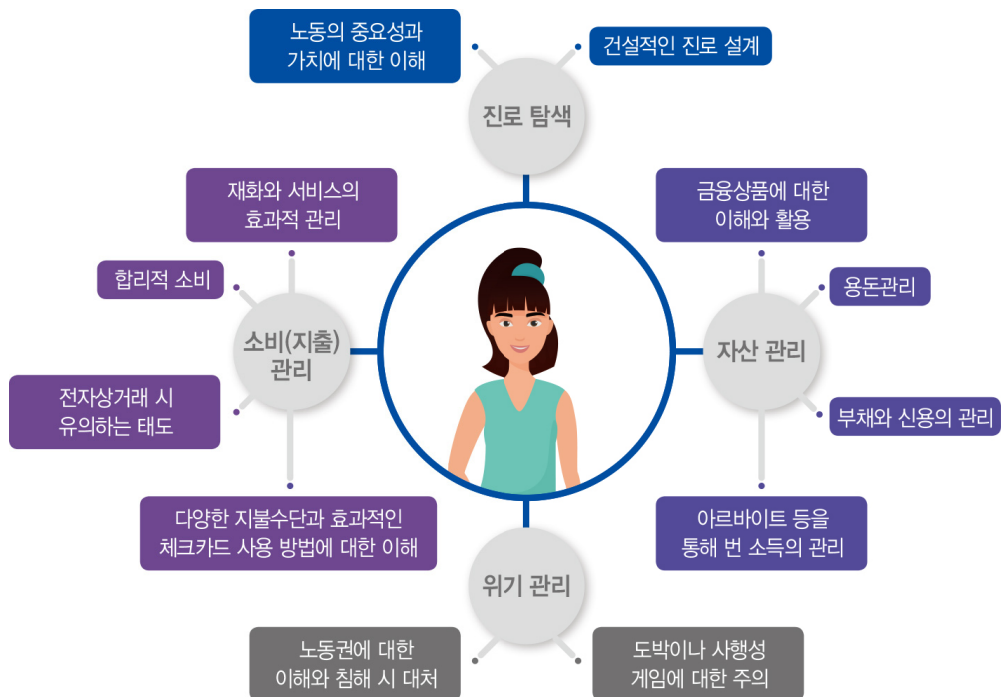 노동의 중요성과
가치에 대한 이해
건설적인 진로 설계
진로 탐색
재화와 서비스의
효과적 관리
합리적 소비
소비(지출)
관리
전자상거래 시
유의하는 태도
다양한 지불수단과 효과적인
체크카드 사용 방법에 대한 이해
금융상품에 대한
이해와 활용
용돈관리
자산 관리
부채와 신용의 관리
아르바이트 등을
통해 번 소득의 관리
위기 관리
노동권에 대한
이해와 침해 시 대처
도박이나 사행성
게임에 대한 주의